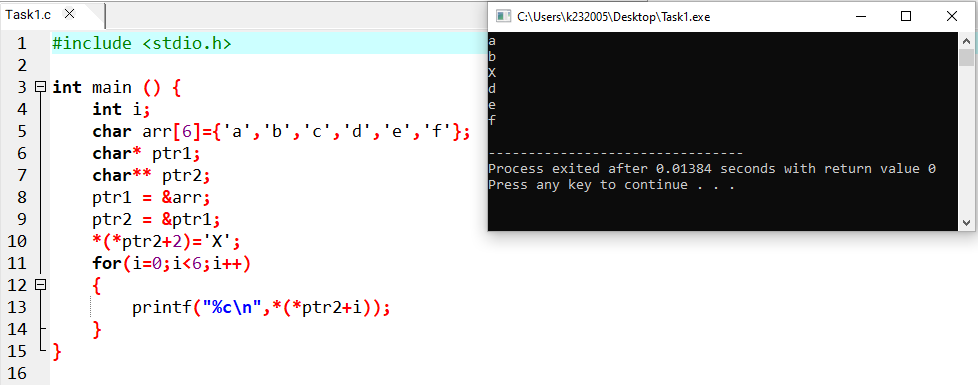 Task1.c
1 #include <stdio.h>
2
3 int main () {
4 int i;
5 char arr[6]={'a','b','c','d','e','f'};
6 char* ptr1;
7 char** ptr2;
8 ptr1 = &arr;
9 ptr2 = &ptr1;
10 *(*ptr2+2)='X';
11 for(i=0;i<6;i++)
12 {
13 printf("%c\n",*(*ptr2+i));
14 }
15 }
16
C:\Users\k232005\Desktop\Task1.exe
a
b
X
d
e
f
--------------------------------
Process exited after 0.01384 seconds with return value 0
Press any key to continue . . .